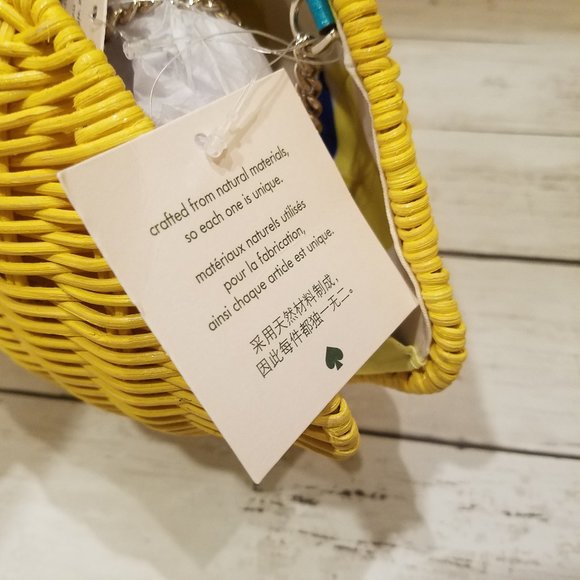 crafted from natural materials,
so each one is unique.
matériaux naturels utilisés
pour la fabrication,
ainsi chaque article est unique.
采用天然材料制成，
因此每件都独一无二。